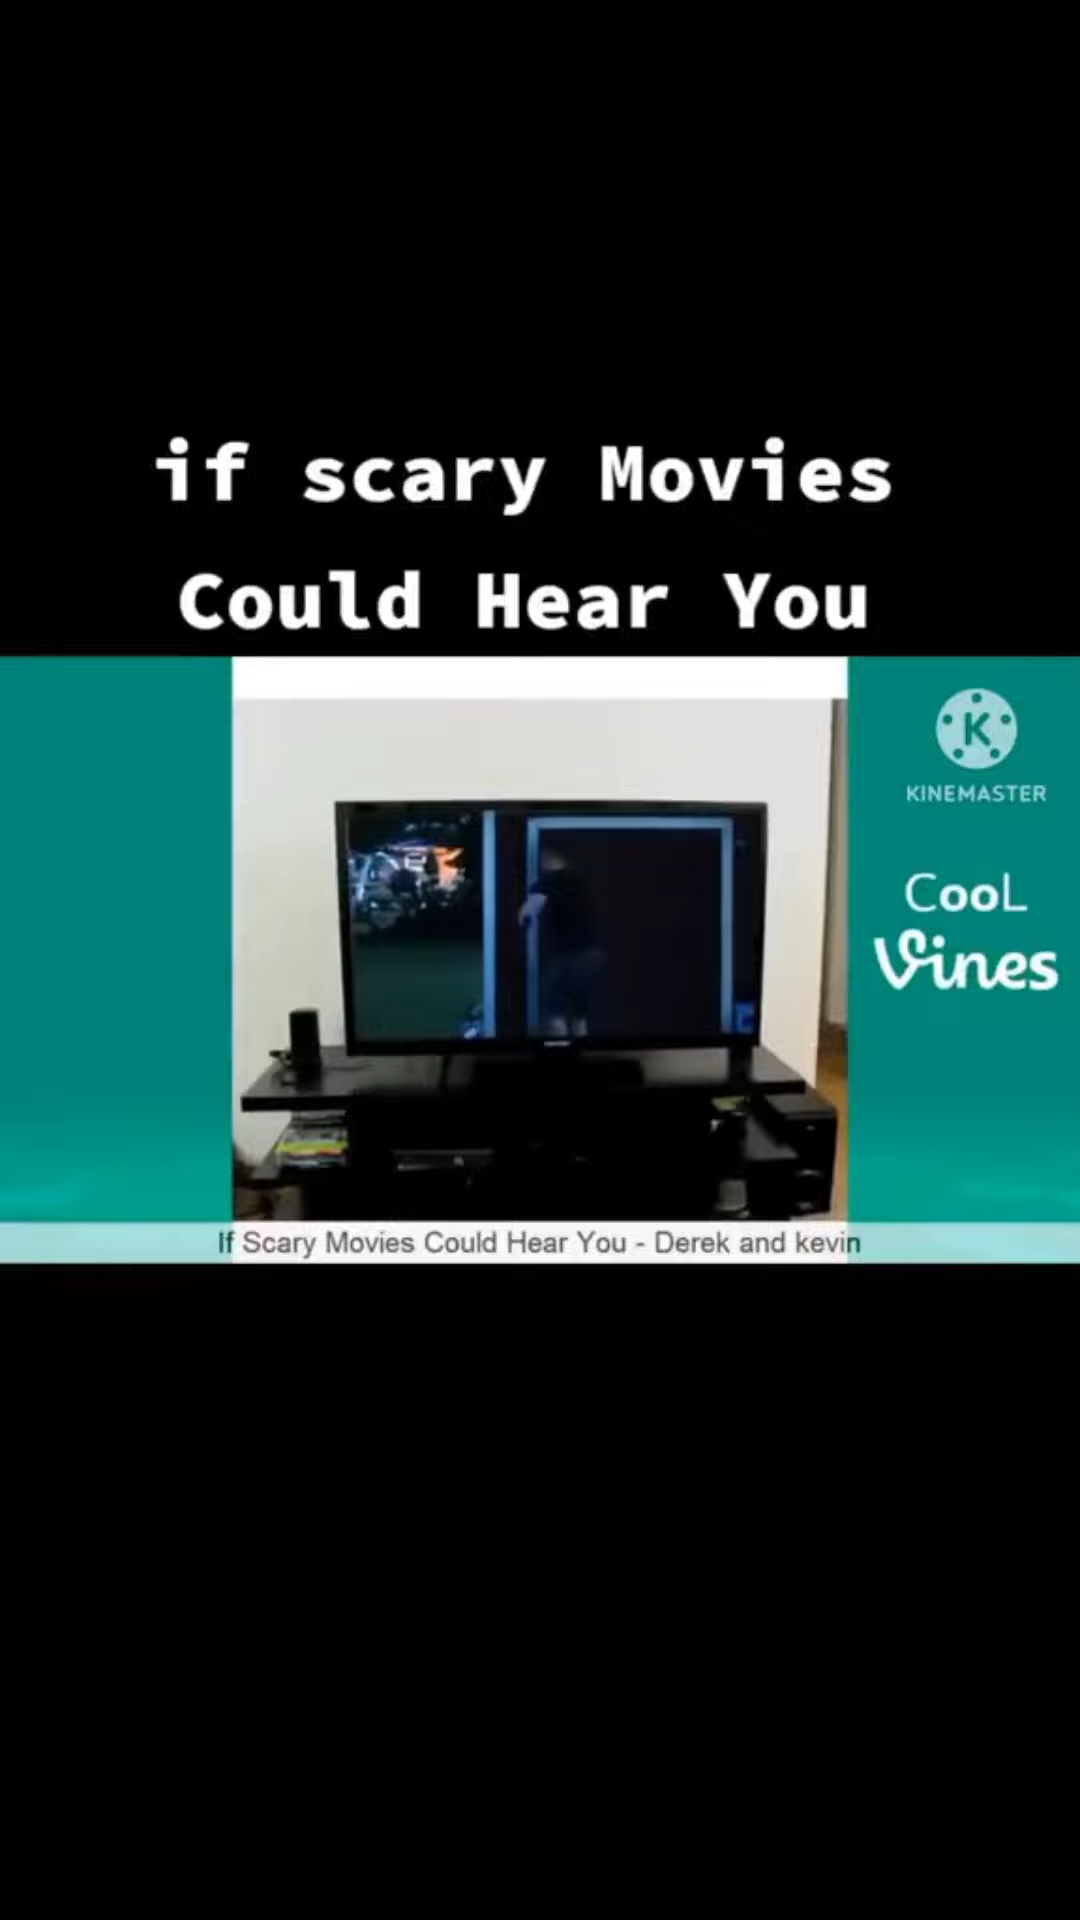 if scary Movies
Could Hear You
K
KINEMASTER
CooL
Vines
If Scary Movies Could Hear You - Derek and kevin